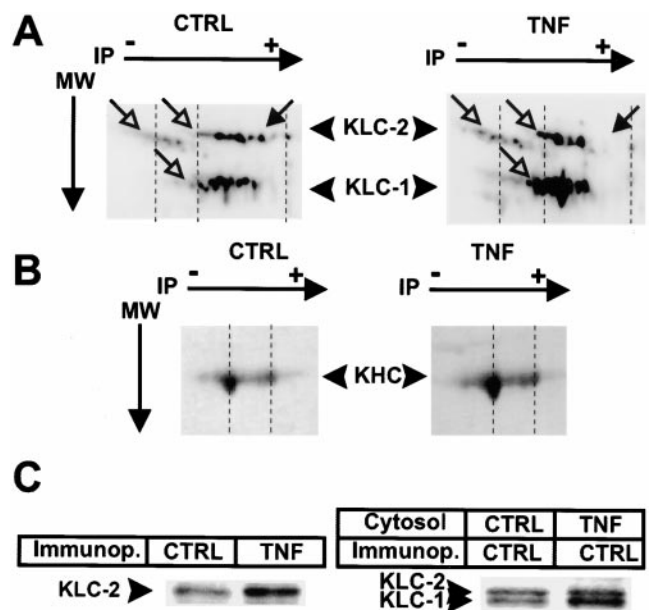 A
CTRL
TNF
IP - +
IP - +
MW
KLC-2
KLC-1
B
CTRL
TNF
IP - +
IP - +
MW
KHC
C
Cytosol CTRL TNF
Immunop. CTRL TNF
Immunop. CTRL CTRL
KLC-2
KLC-2
KLC-1